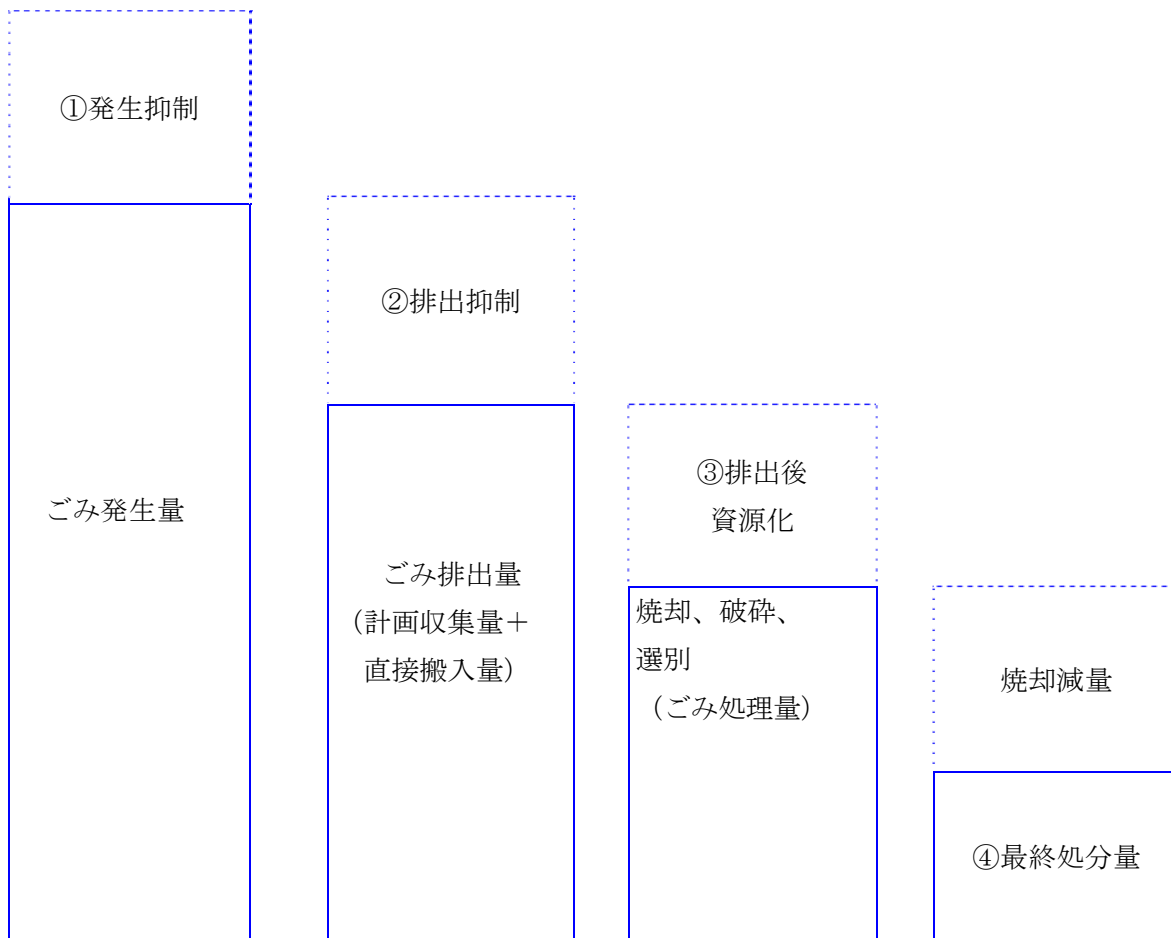 ①発生抑制
ごみ発生量
②排出抑制
ごみ排出量
（計画収集量＋
直接搬入量）
③排出後
資源化
焼却、破砕、
選別
（ごみ処理量）
焼却減量
④最終処分量